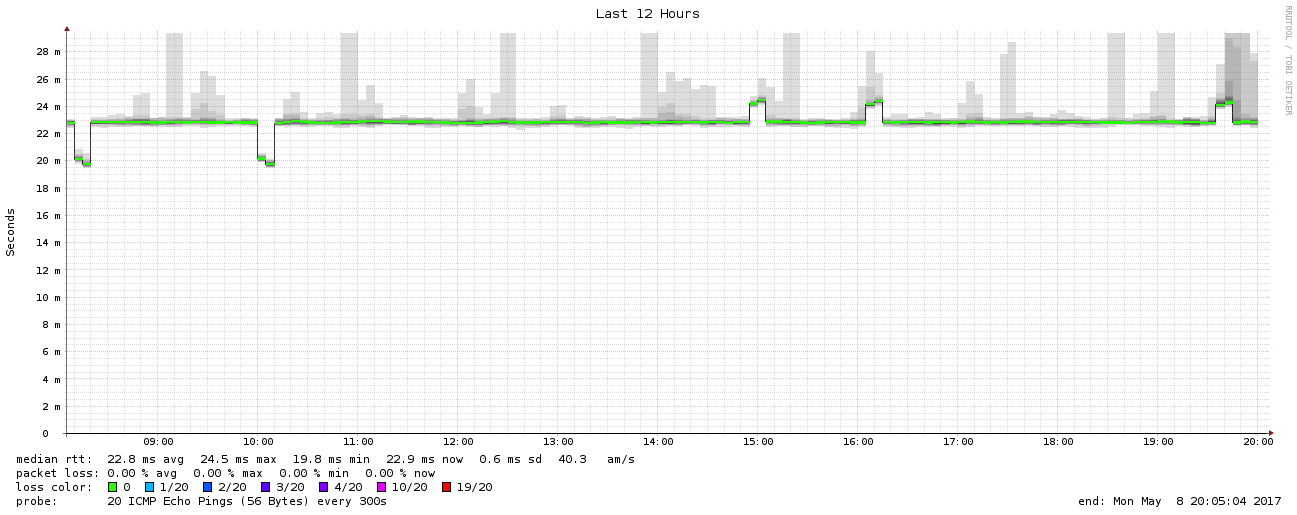 Last 12 Hours
RRDTOOL / TOBI OETIKER
Seconds
28 m
26 m
24 m
22 m
20 m
18 m
16 m
14 m
12 m
10 m
8 m
6 m
4 m
2 m
0
09:00 10:00 11:00 12:00 13:00 14:00 15:00 16:00 17:00 18:00 19:00 20:00
median rtt: 22.8 ms avg 24.5 ms max 19.8 ms min 22.9 ms now 0.6 ms sd 40.3 am/s
packet loss: 0.00 % avg 0.00 % max 0.00 % min 0.00 % now
loss color: 0 1/20 2/20 3/20 4/20 10/20 19/20
probe: 20 ICMP Echo Pings (56 Bytes) every 300s end: Mon May 8 20:05:04 2017